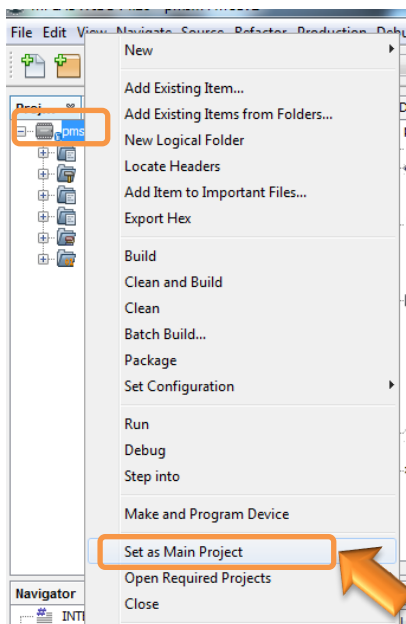 File Edit View Navigate Source Refactor Production Debu
New
Proj
pms
Add Existing Item...
Add Existing Items from Folders...
New Logical Folder
Locate Headers
Add Item to Important Files...
Export Hex
Build
Clean and Build
Clean
Batch Build...
Package
Set Configuration
Run
Debug
Step into
Make and Program Device
Set as Main Project
Open Required Projects
Close
Navigator
INTI